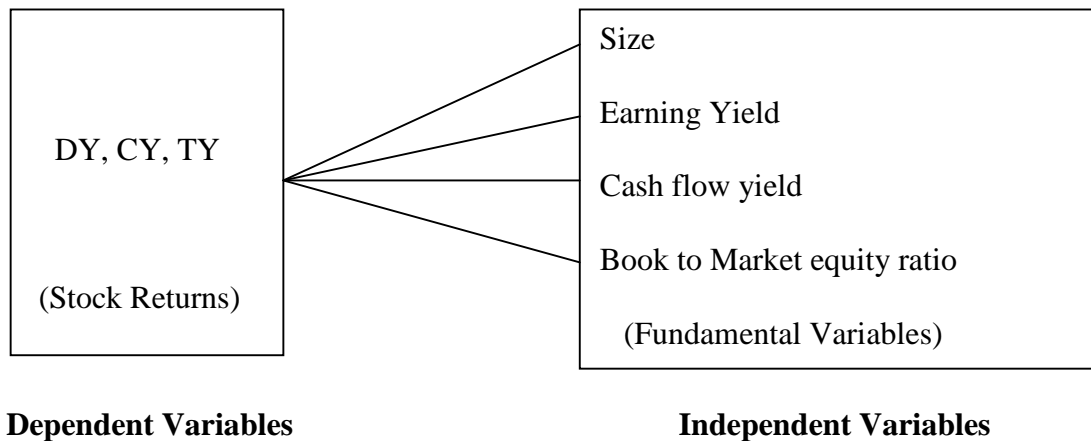 DY, CY, TY
(Stock Returns)
Size
Earning Yield
Cash flow yield
Book to Market equity ratio
(Fundamental Variables)
Dependent Variables
Independent Variables